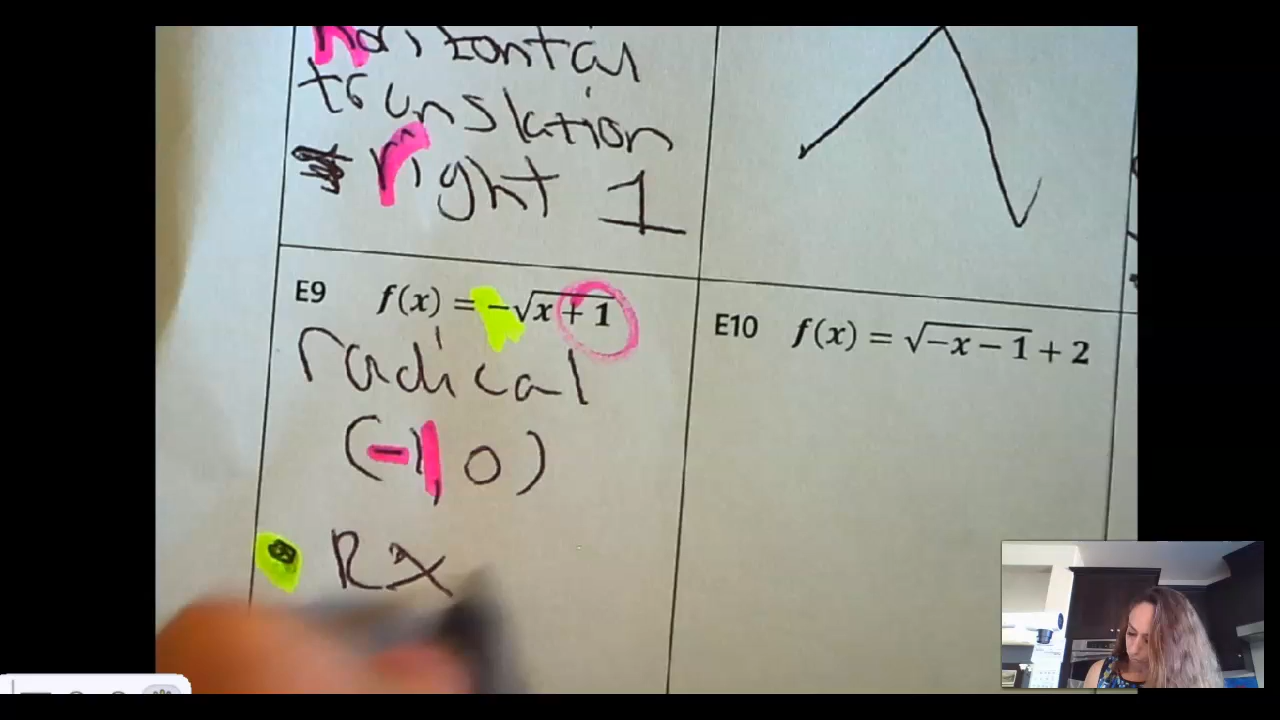 horizontal
translation
right 1
E9 f(x) = -√x + 1
radical
(-1, 0)
RX
E10 f(x) = √-x - 1 + 2